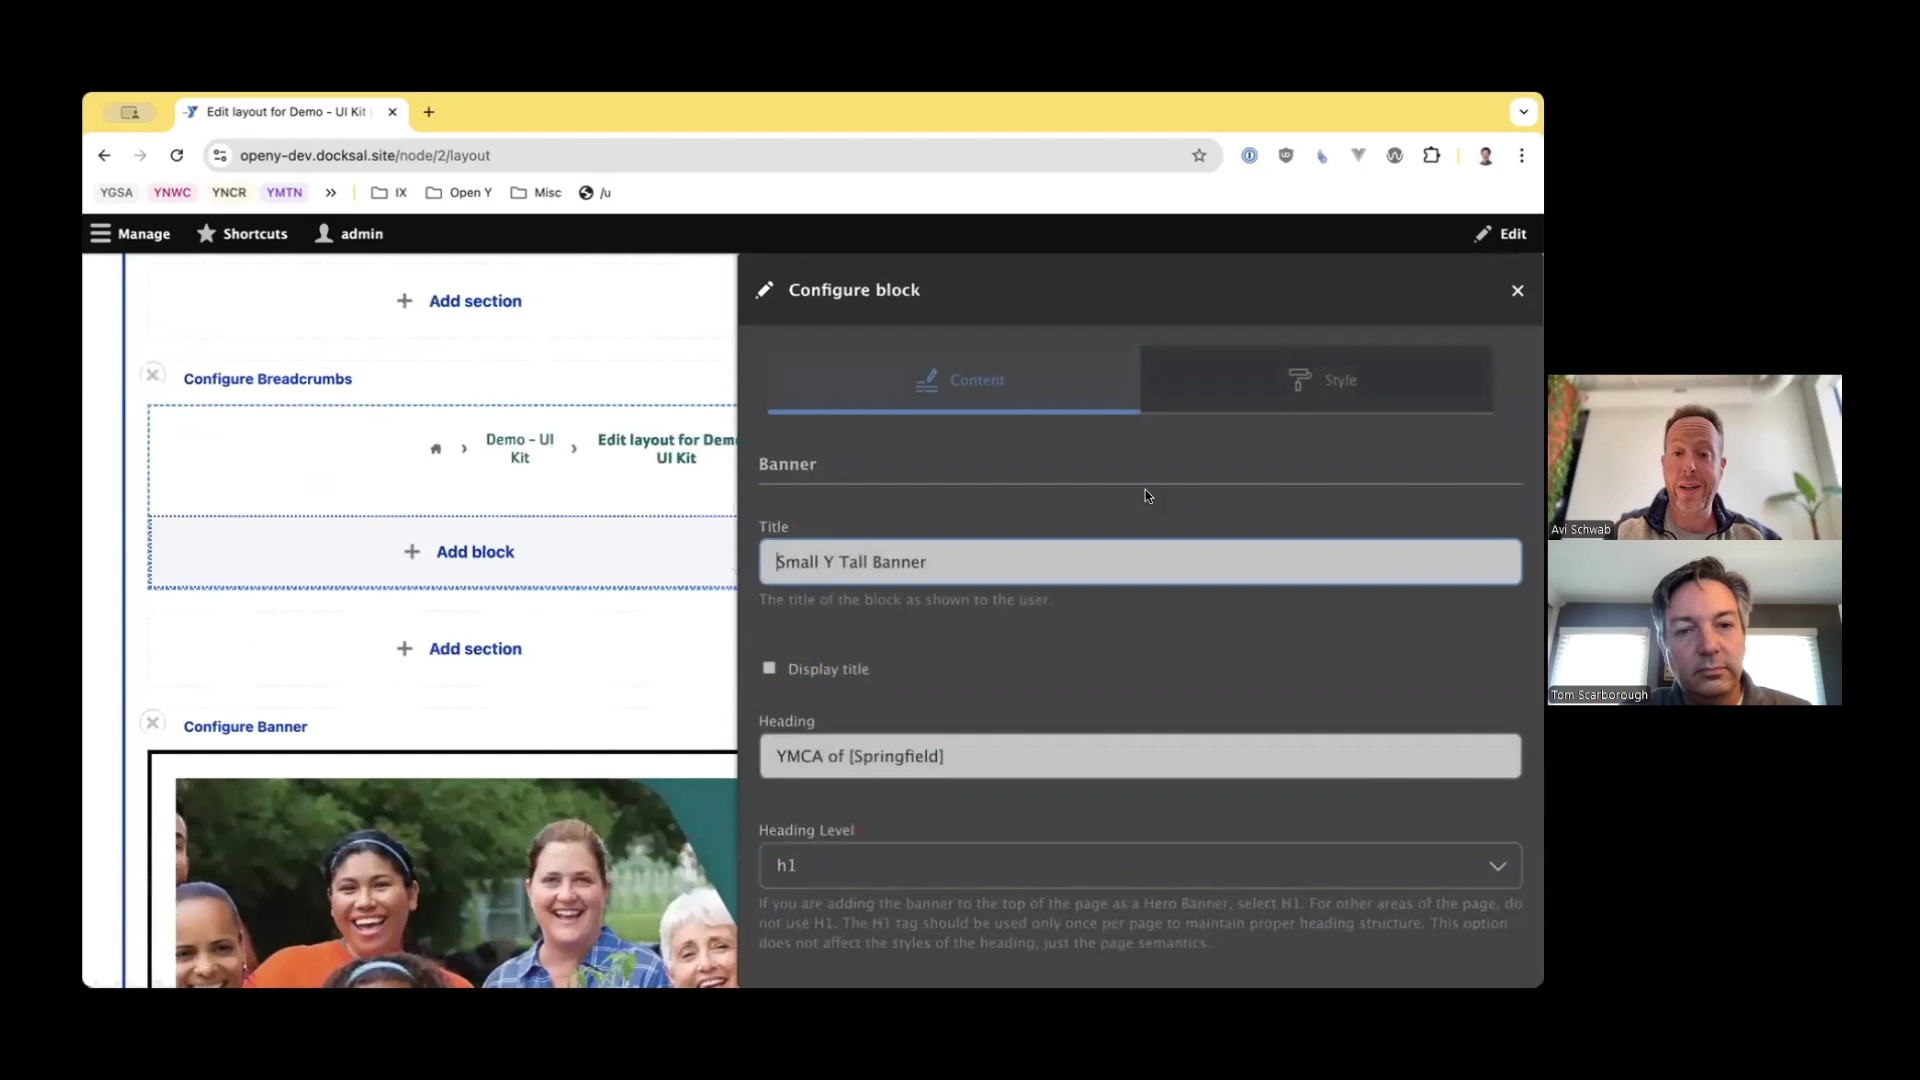 Edit layout for Demo - UI Kit
openy-dev.docksal.site/node/2/layout
YGSA
YNWC
YNCR
YMTN
IX
Open Y
Misc
/u
Manage
Shortcuts
admin
Edit
Add section
Configure Breadcrumbs
Demo - UI
Kit
Edit layout for Dem
UI Kit
Add block
Add section
Configure Banner
Configure block
Content
Style
Banner
Title
Small Y Tall Banner
The title of the block as shown to the user.
Display title
Heading
YMCA of [Springfield]
Heading Level
h1
If you are adding the banner to the top of the page as a Hero Banner, select H1. For other areas of the page, do
not use H1. The H1 tag should be used only once per page to maintain proper heading structure. This option
does not affect the styles of the heading, just the page semantics.
Avi Schwab
Tom Scarborough